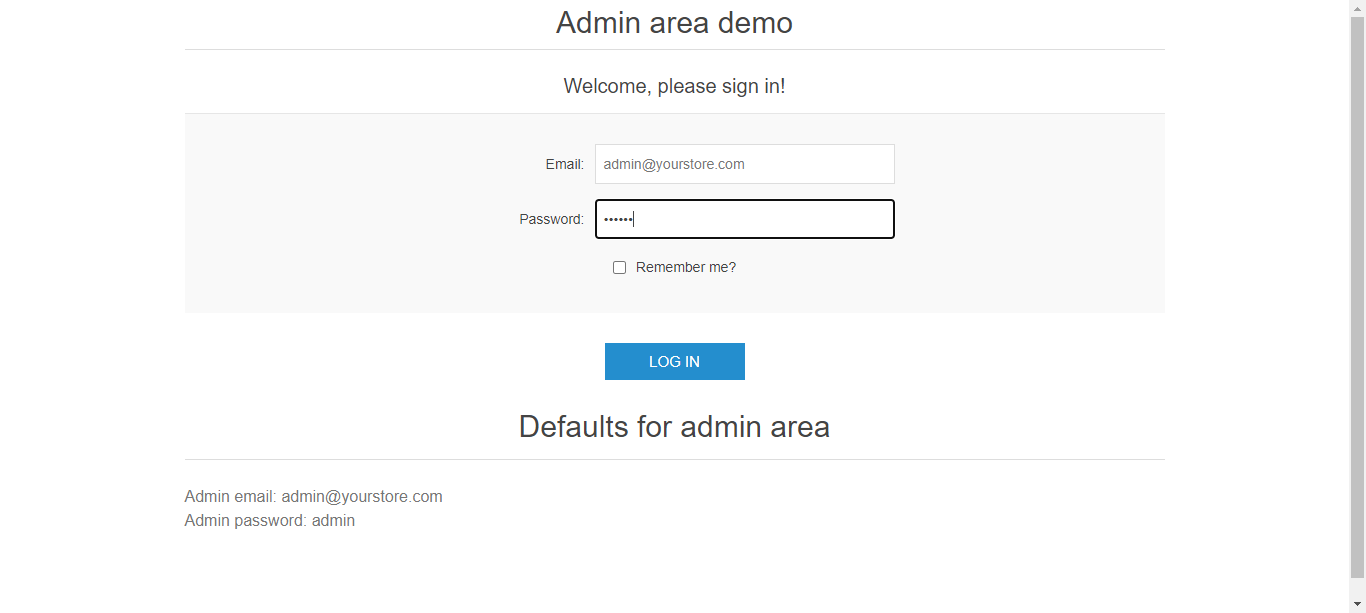 Admin area demo
Welcome, please sign in!
Email: admin@yourstore.com
Password: ••••••
Remember me?
LOG IN
Defaults for admin area
Admin email: admin@yourstore.com
Admin password: admin